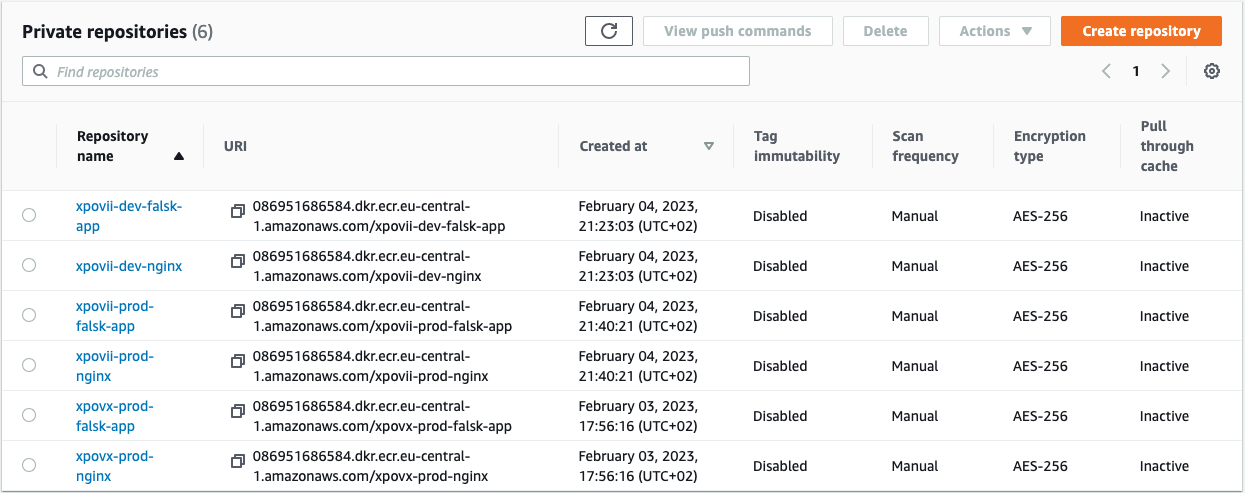 Private repositories (6)
View push commands
Delete
Actions
Create repository
Find repositories
1
Repository name
URI
Created at
Tag immutability
Scan frequency
Encryption type
Pull through cache
xpovii-dev-falsk-app
086951686584.dkr.ecr.eu-central-1.amazonaws.com/xpovii-dev-falsk-app
February 04, 2023, 21:23:03 (UTC+02)
Disabled
Manual
AES-256
Inactive
xpovii-dev-nginx
086951686584.dkr.ecr.eu-central-1.amazonaws.com/xpovii-dev-nginx
February 04, 2023, 21:23:03 (UTC+02)
Disabled
Manual
AES-256
Inactive
xpovii-prod-falsk-app
086951686584.dkr.ecr.eu-central-1.amazonaws.com/xpovii-prod-falsk-app
February 04, 2023, 21:40:21 (UTC+02)
Disabled
Manual
AES-256
Inactive
xpovii-prod-nginx
086951686584.dkr.ecr.eu-central-1.amazonaws.com/xpovii-prod-nginx
February 04, 2023, 21:40:21 (UTC+02)
Disabled
Manual
AES-256
Inactive
xpovx-prod-falsk-app
086951686584.dkr.ecr.eu-central-1.amazonaws.com/xpovx-prod-falsk-app
February 03, 2023, 17:56:16 (UTC+02)
Disabled
Manual
AES-256
Inactive
xpovx-prod-nginx
086951686584.dkr.ecr.eu-central-1.amazonaws.com/xpovx-prod-nginx
February 03, 2023, 17:56:16 (UTC+02)
Disabled
Manual
AES-256
Inactive